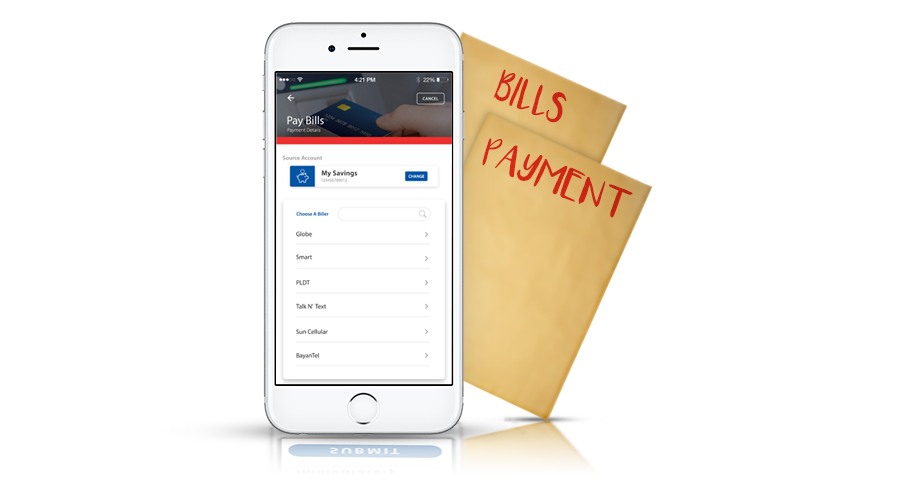 4:21 PM
22%
CANCEL
Pay Bills
Payment Details
Source Account
My Savings
CHANGE
Choose A Biller
Globe
Smart
PLDT
Talk N' Text
Sun Cellular
BayanTel
SUBMIT
BILLS
PAYMENT